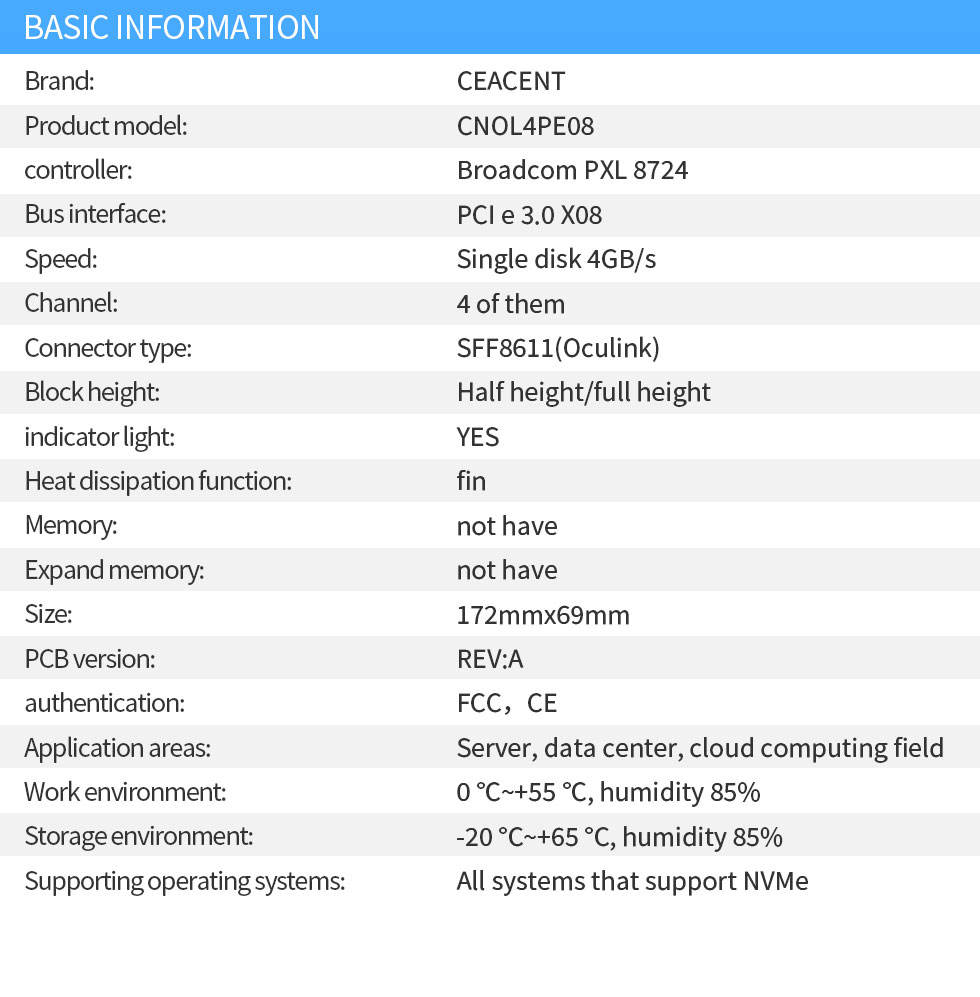 BASIC INFORMATION
Brand: CEACENT
Product model: CNOL4PE08
controller: Broadcom PXL 8724
Bus interface: PCI e 3.0 X08
Speed: Single disk 4GB/s
Channel: 4 of them
Connector type: SFF8611(Oculink)
Block height: Half height/full height
indicator light: YES
Heat dissipation function: fin
Memory: not have
Expand memory: not have
Size: 172mmx69mm
PCB version: REV:A
authentication: FCC，CE
Application areas: Server, data center, cloud computing field
Work environment: 0 ℃~+55 ℃, humidity 85%
Storage environment: -20 ℃~+65 ℃, humidity 85%
Supporting operating systems: All systems that support NVMe